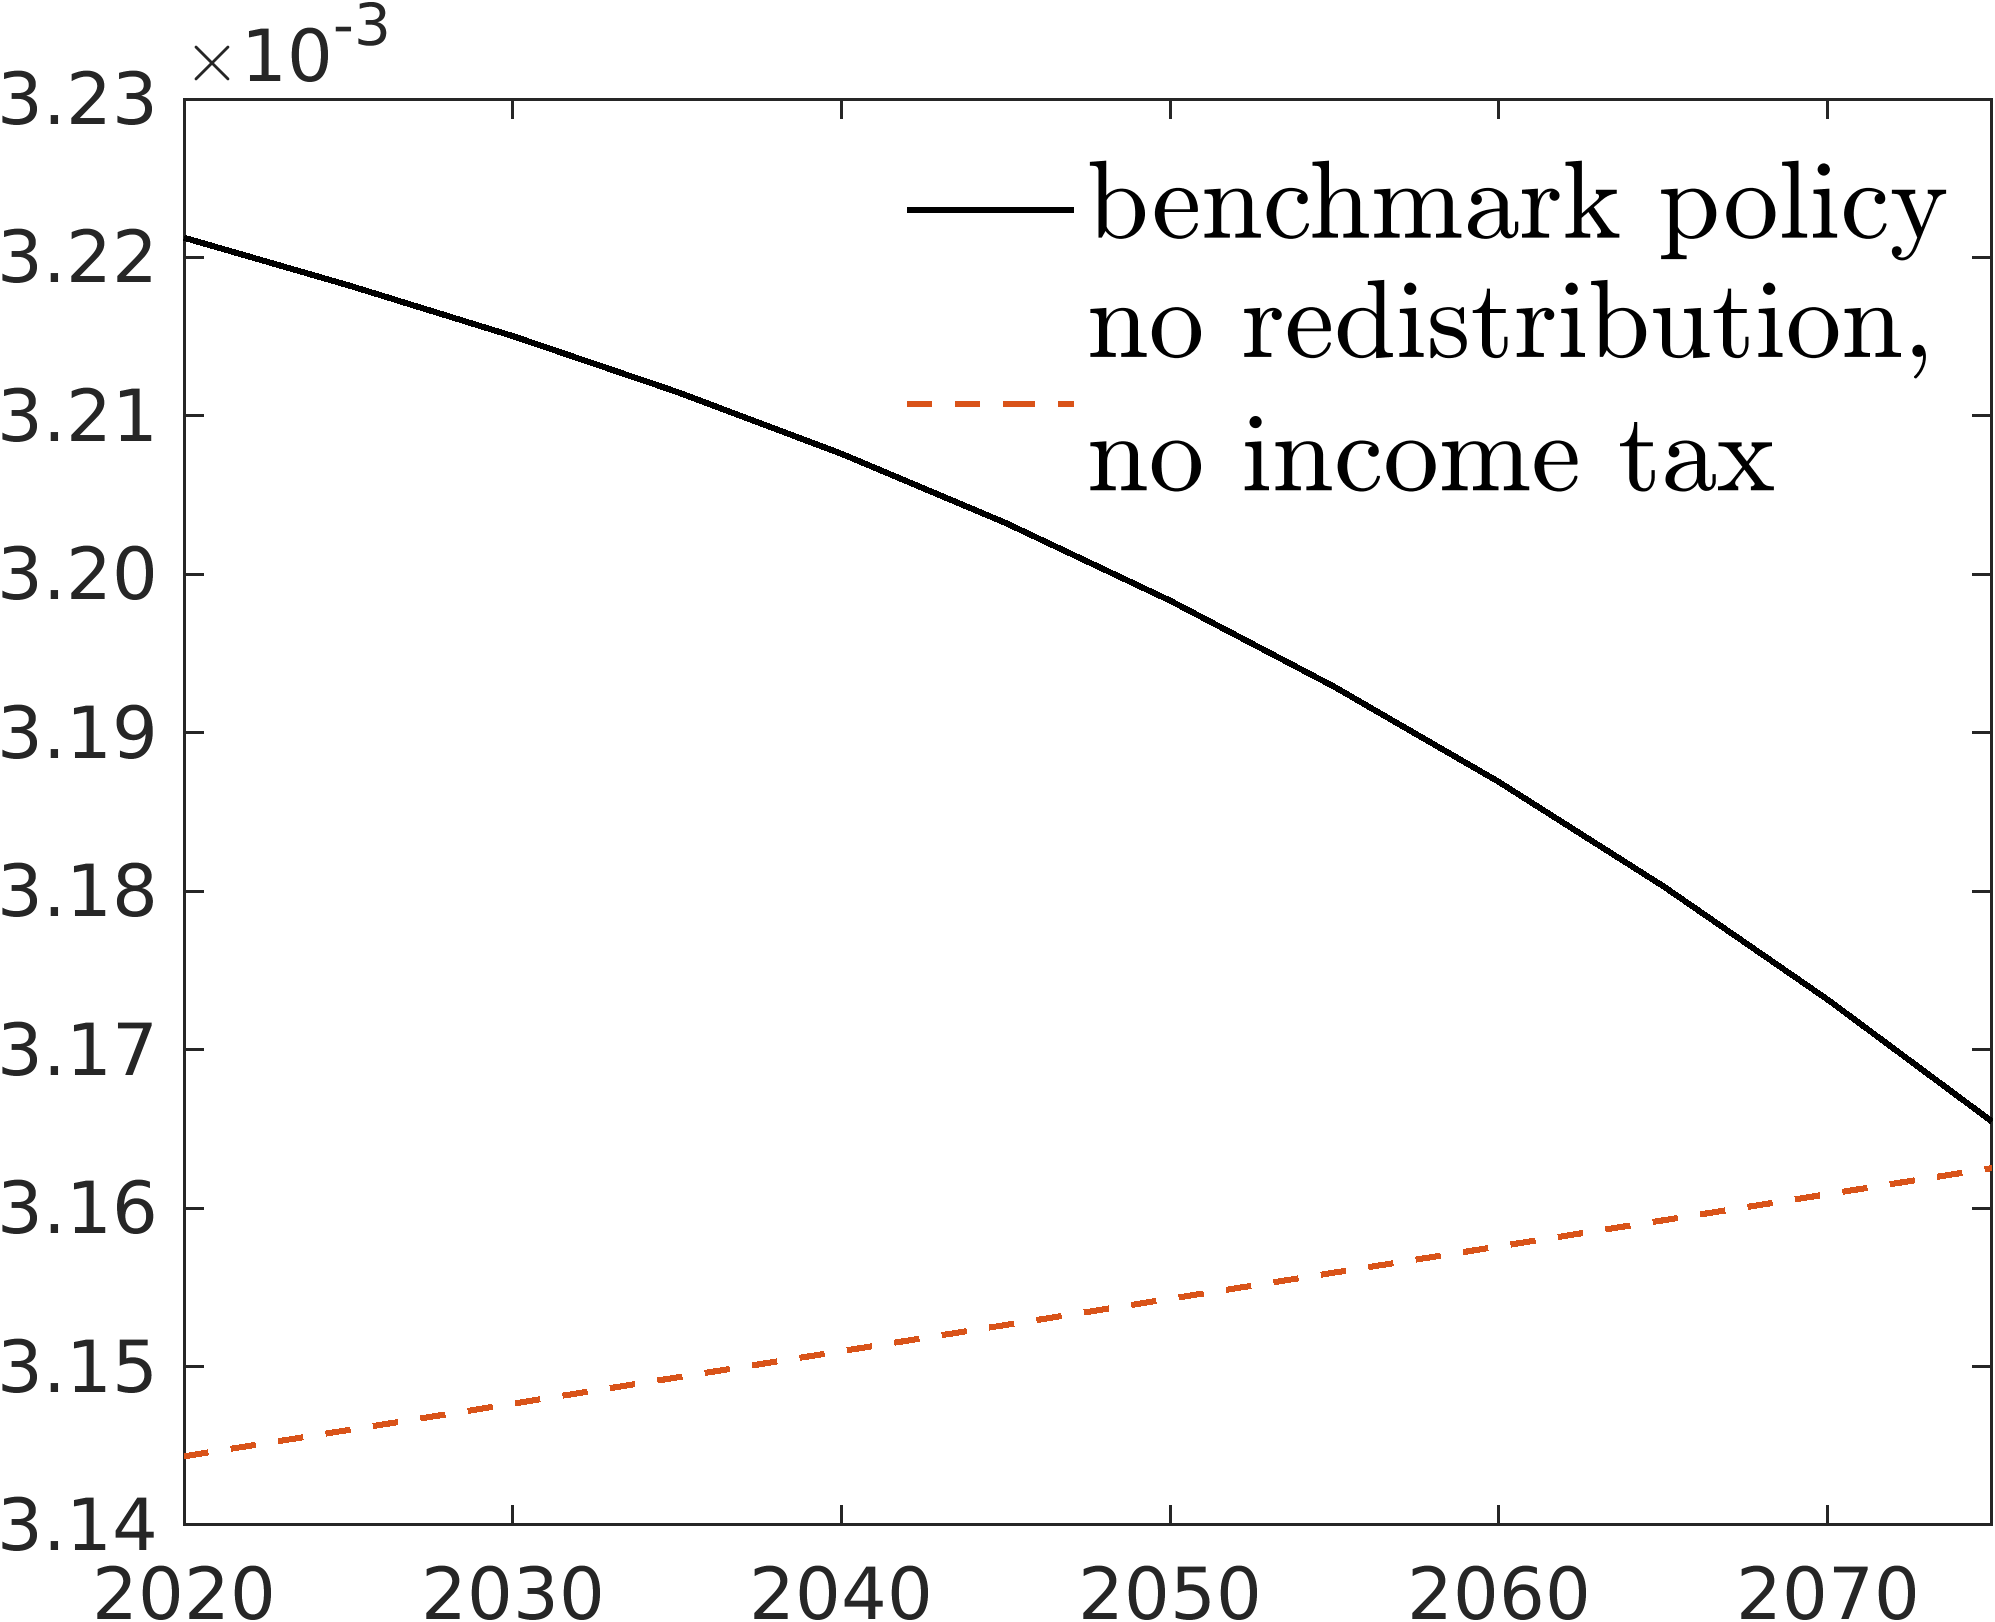 ×10-3
3.23
3.22
3.21
3.20
3.19
3.18
3.17
3.16
3.15
3.14
benchmark policy
no redistribution,
no income tax
2020 2030 2040 2050 2060 2070